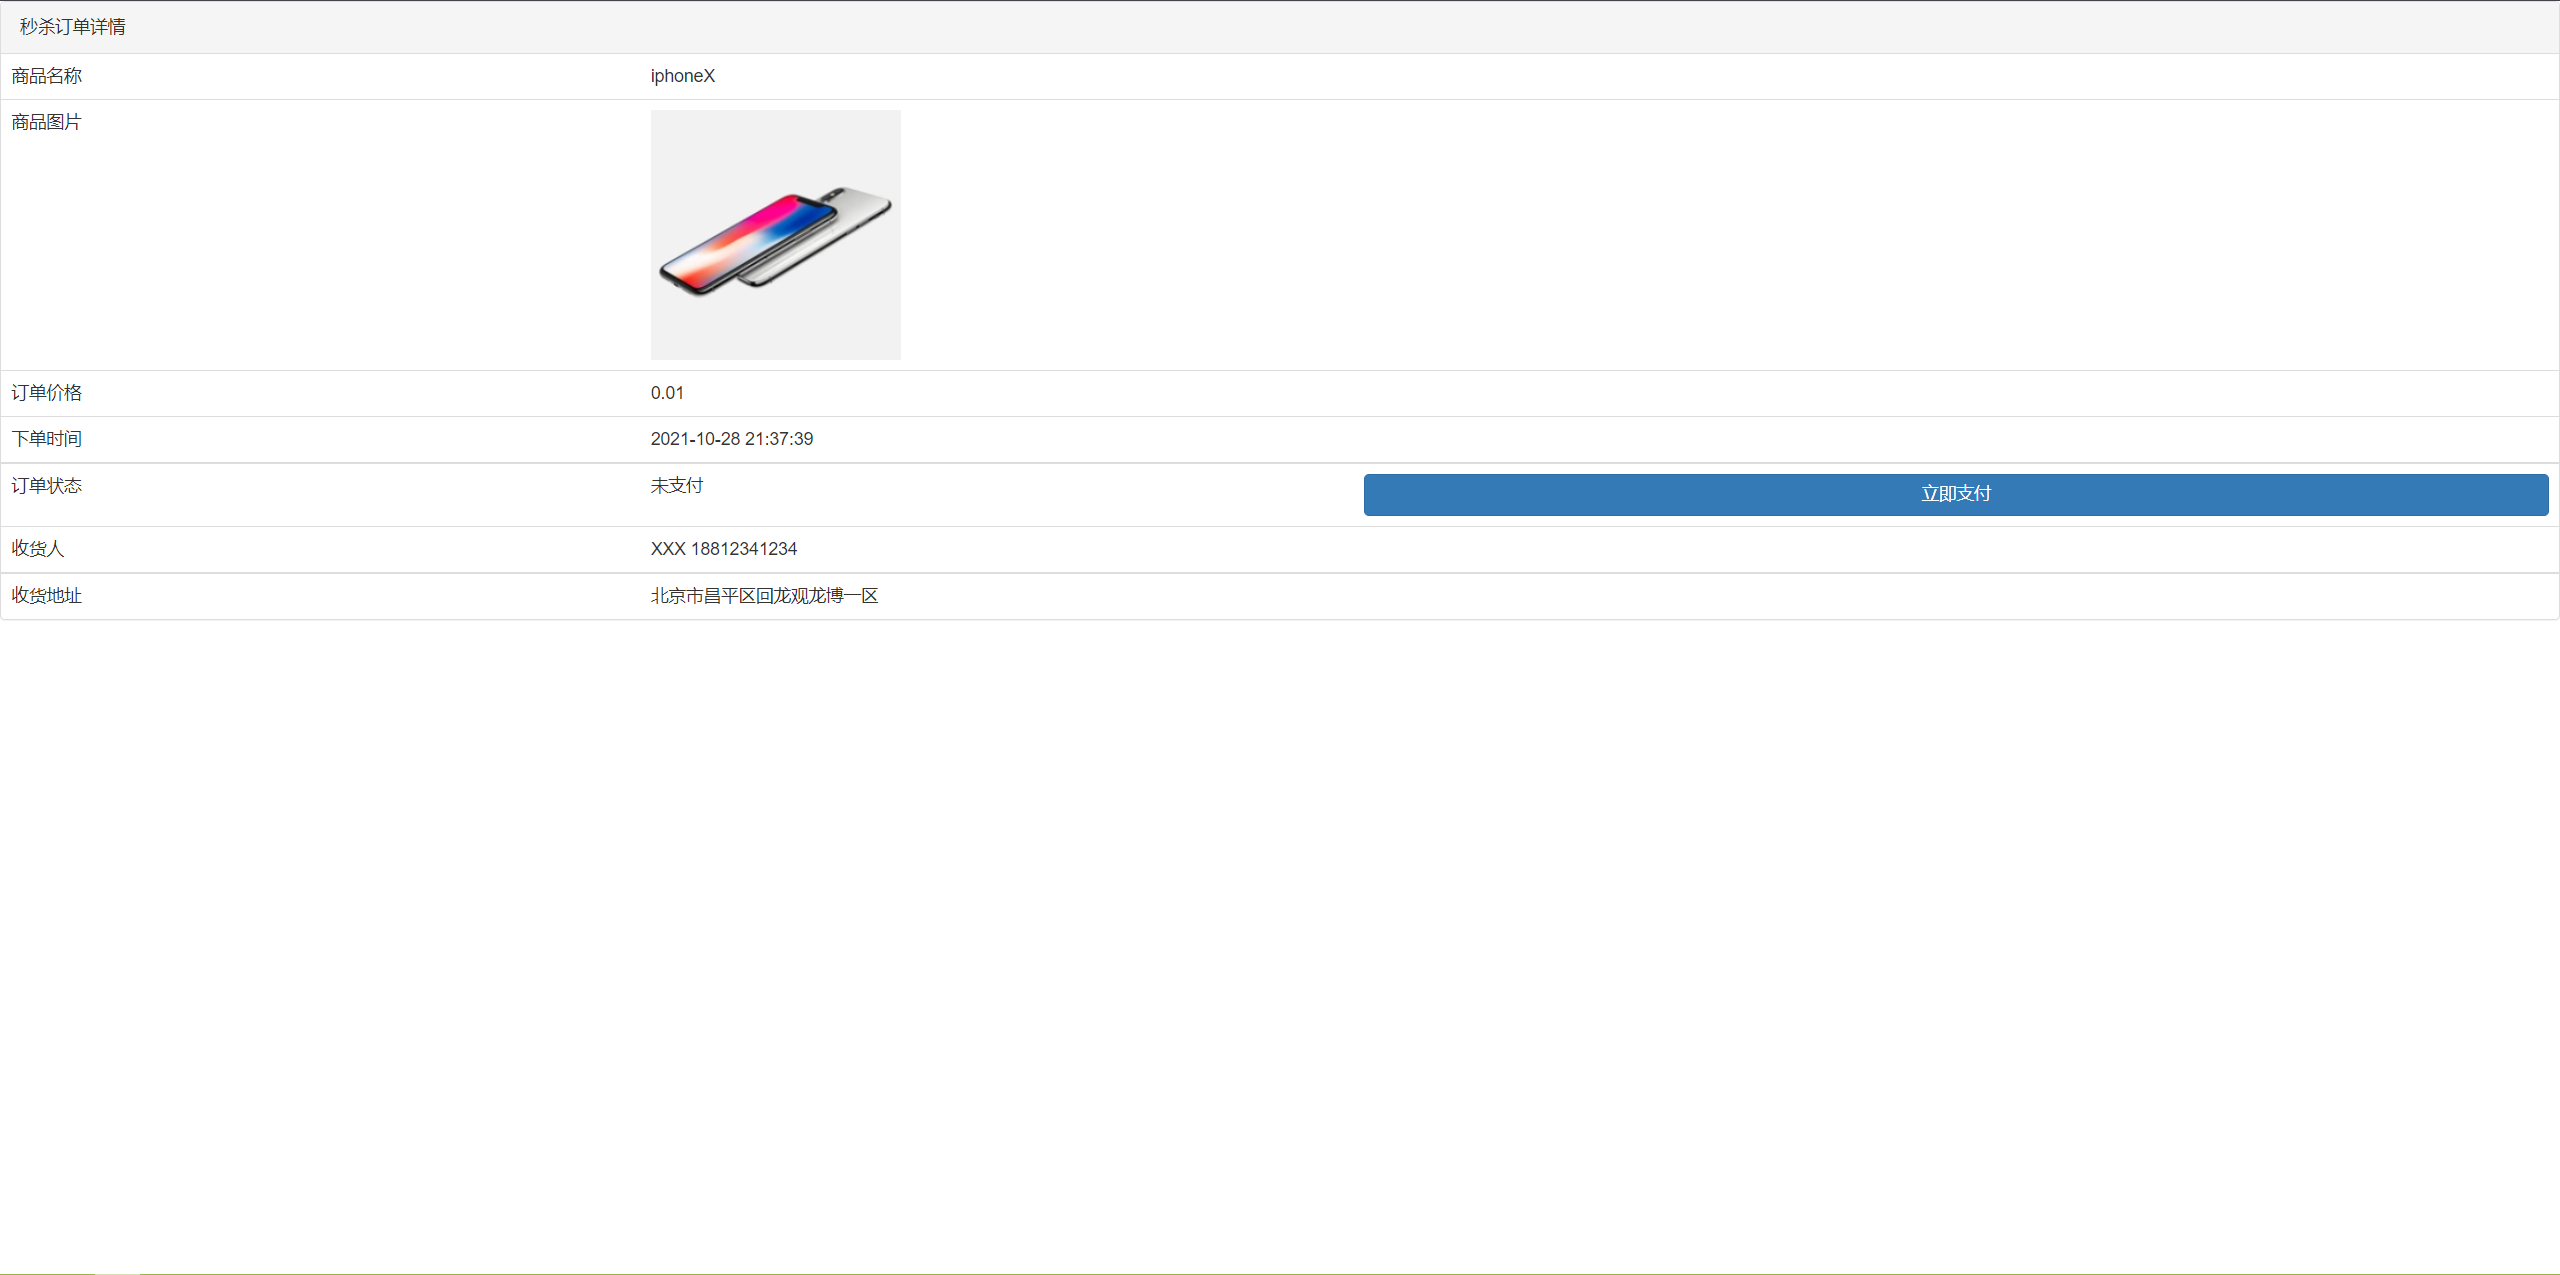 秒杀订单详情
商品名称 iphoneX
商品图片
订单价格 0.01
下单时间 2021-10-28 21:37:39
订单状态 未支付 立即支付
收货人 XXX 18812341234
收货地址 北京市昌平区回龙观龙博一区